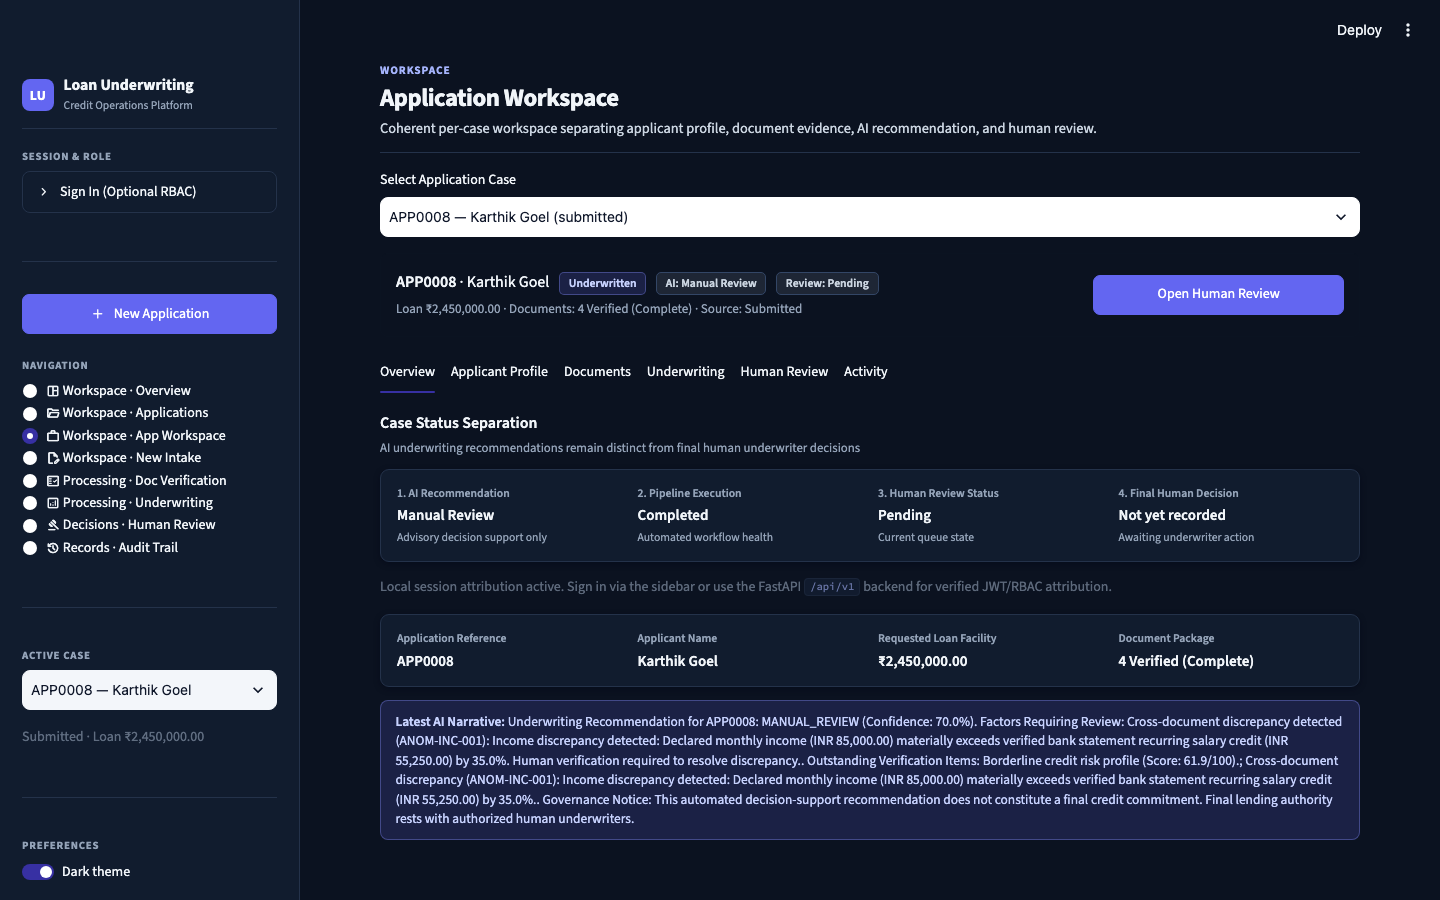 Deploy
LU
Loan Underwriting
Credit Operations Platform
SESSION & ROLE
Sign In (Optional RBAC)
New Application
NAVIGATION
Workspace · Overview
Workspace · Applications
Workspace · App Workspace
Workspace · New Intake
Processing · Doc Verification
Processing · Underwriting
Decisions · Human Review
Records · Audit Trail
ACTIVE CASE
APP0008 — Karthik Goel
Submitted · Loan ₹2,450,000.00
PREFERENCES
Dark theme
WORKSPACE
Application Workspace
Coherent per-case workspace separating applicant profile, document evidence, AI recommendation, and human review.
Select Application Case
APP0008 — Karthik Goel (submitted)
APP0008 · Karthik Goel Underwritten AI: Manual Review Review: Pending
Loan ₹2,450,000.00 · Documents: 4 Verified (Complete) · Source: Submitted
Open Human Review
Overview Applicant Profile Documents Underwriting Human Review Activity
Case Status Separation
AI underwriting recommendations remain distinct from final human underwriter decisions
1. AI Recommendation 2. Pipeline Execution 3. Human Review Status 4. Final Human Decision
Manual Review Completed Pending Not yet recorded
Advisory decision support only Automated workflow health Current queue state Awaiting underwriter action
Local session attribution active. Sign in via the sidebar or use the FastAPI /api/v1 backend for verified JWT/RBAC attribution.
Application Reference Applicant Name Requested Loan Facility Document Package
APP0008 Karthik Goel ₹2,450,000.00 4 Verified (Complete)
Latest AI Narrative: Underwriting Recommendation for APP0008: MANUAL_REVIEW (Confidence: 70.0%). Factors Requiring Review: Cross-document discrepancy detected
(ANOM-INC-001): Income discrepancy detected: Declared monthly income (INR 85,000.00) materially exceeds verified bank statement recurring salary credit (INR
55,250.00) by 35.0%. Human verification required to resolve discrepancy.. Outstanding Verification Items: Borderline credit risk profile (Score: 61.9/100).; Cross-document
discrepancy (ANOM-INC-001): Income discrepancy detected: Declared monthly income (INR 85,000.00) materially exceeds verified bank statement recurring salary credit
(INR 55,250.00) by 35.0%.. Governance Notice: This automated decision-support recommendation does not constitute a final credit commitment. Final lending authority
rests with authorized human underwriters.